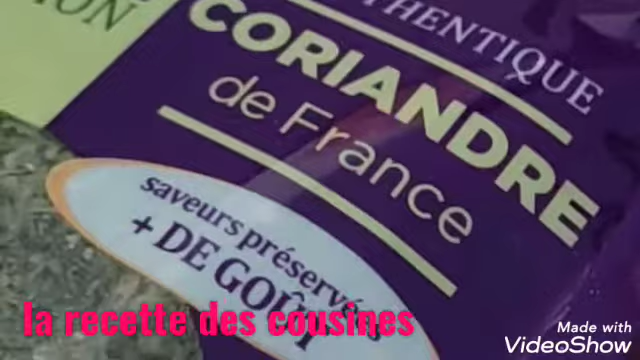 THENTIQUE
CORIANDRE
de France
saveurs préservées
+ DE GOÛT
la recette des cousines
Made with
VideoShow